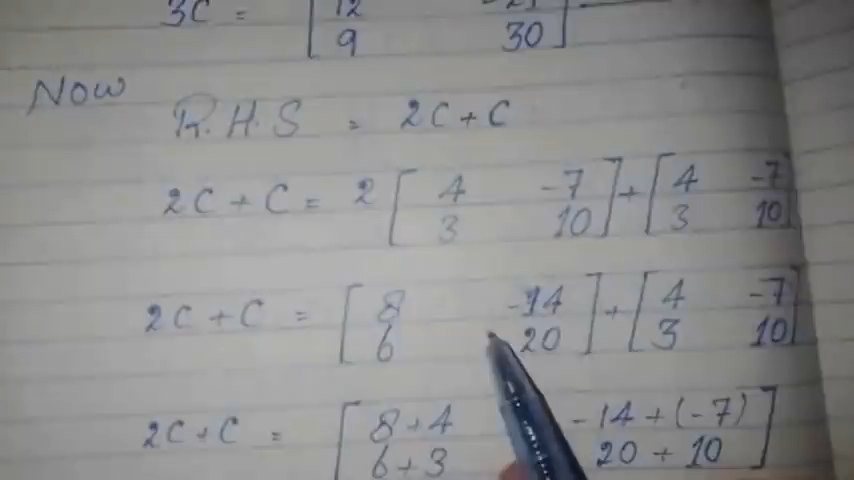 3C = [ 12 -21
9 30 ]
Now
R.H.S = 2C + C
2C + C = 2 [ 4 -7 ] + [ 4 -7
3 10 ] [ 3 10 ]
2C + C = [ 8 -14 ] + [ 4 -7
6 20 ] [ 3 10 ]
2C + C = [ 8+4 -14 + (-7) ]
6+3 20 + 10 ]